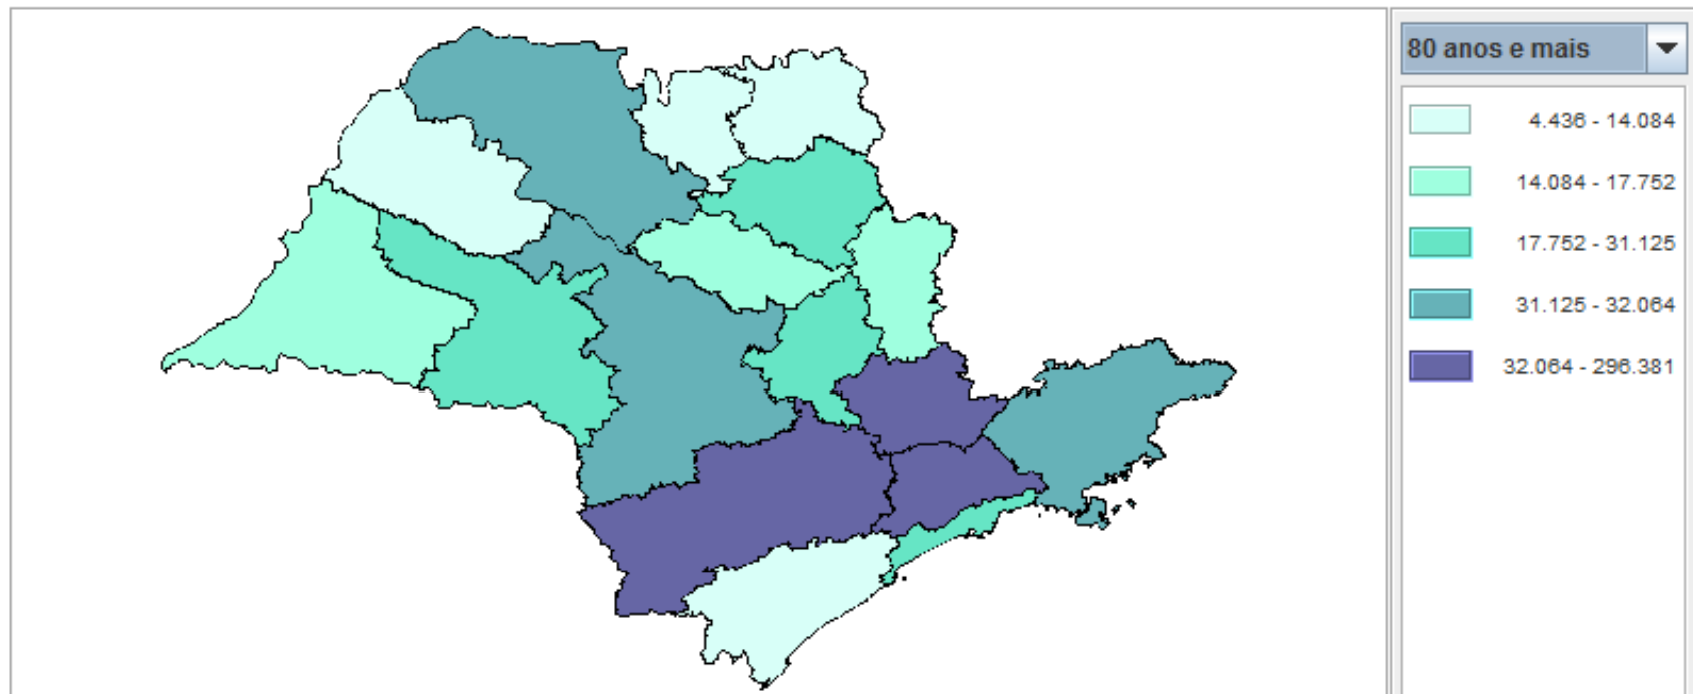 80 anos e mais
4.436 - 14.084
14.084 - 17.752
17.752 - 31.125
31.125 - 32.064
32.064 - 296.381